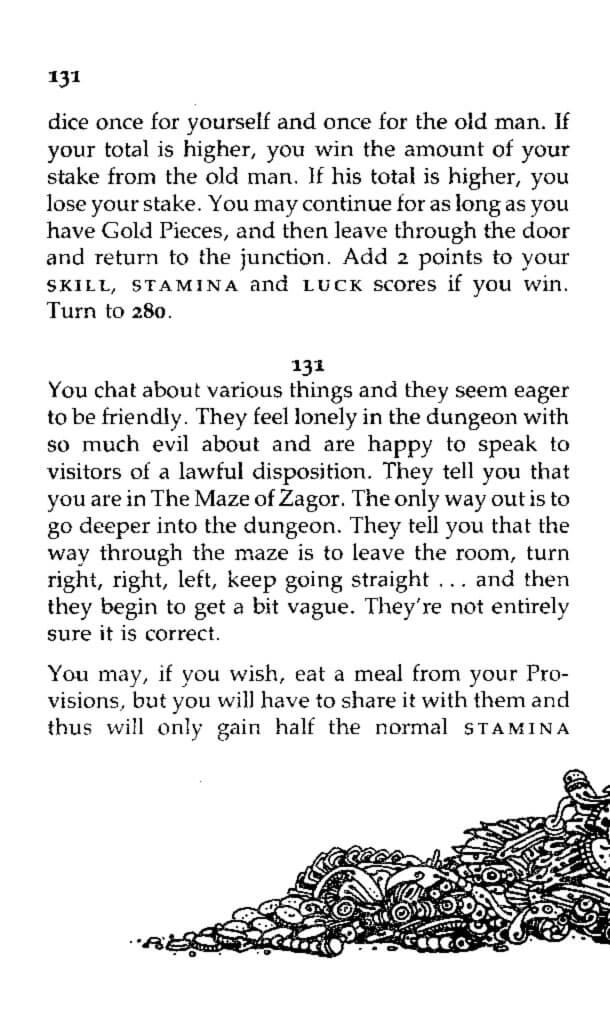 131
dice once for yourself and once for the old man. If
your total is higher, you win the amount of your
stake from the old man. If his total is higher, you
lose your stake. You may continue for as long as you
have Gold Pieces, and then leave through the door
and return to the junction. Add 2 points to your
SKILL, STAMINA and LUCK scores if you win.
Turn to 280.
131
You chat about various things and they seem eager
to be friendly. They feel lonely in the dungeon with
so much evil about and are happy to speak to
visitors of a lawful disposition. They tell you that
you are in The Maze of Zagor. The only way out is to
go deeper into the dungeon. They tell you that the
way through the maze is to leave the room, turn
right, right, left, keep going straight ... and then
they begin to get a bit vague. They're not entirely
sure it is correct.
You may, if you wish, eat a meal from your Pro-
visions, but you will have to share it with them and
thus will only gain half the normal STAMINA